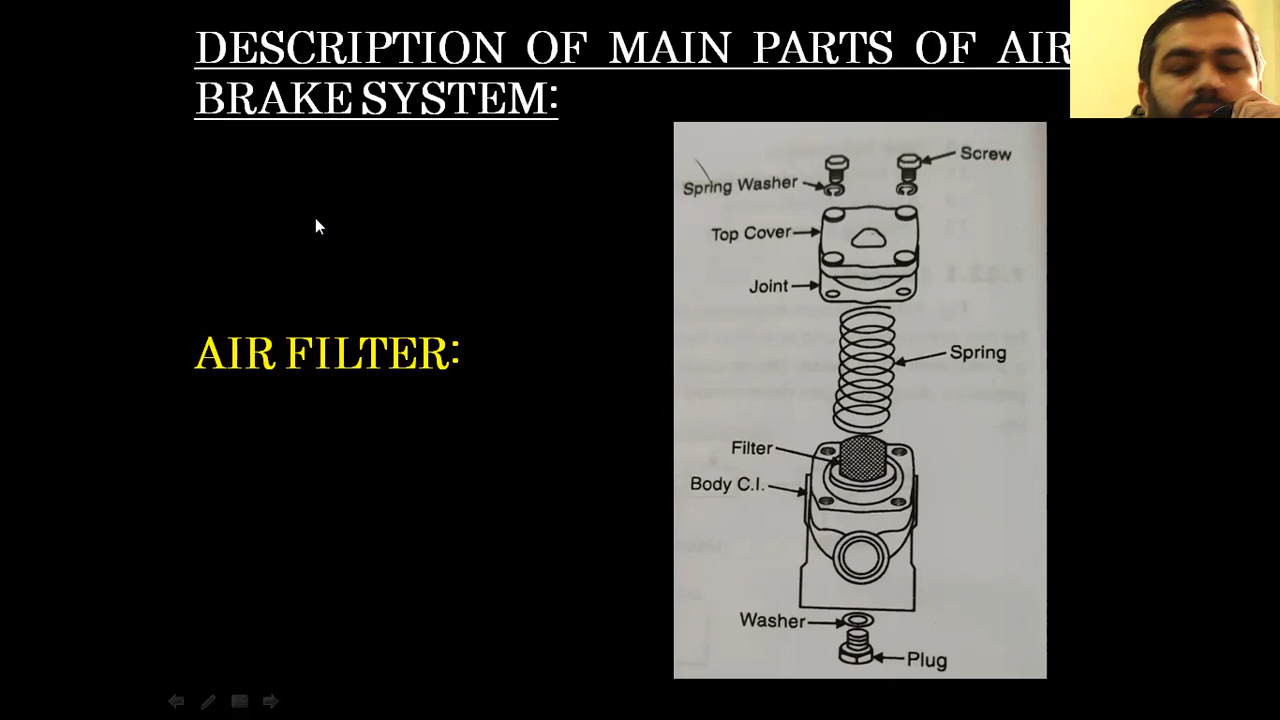 DESCRIPTION OF MAIN PARTS OF AIR
BRAKE SYSTEM:
AIR FILTER:
Screw
Spring Washer
Top Cover
Joint
Spring
Filter
Body C.I.
Washer
Plug